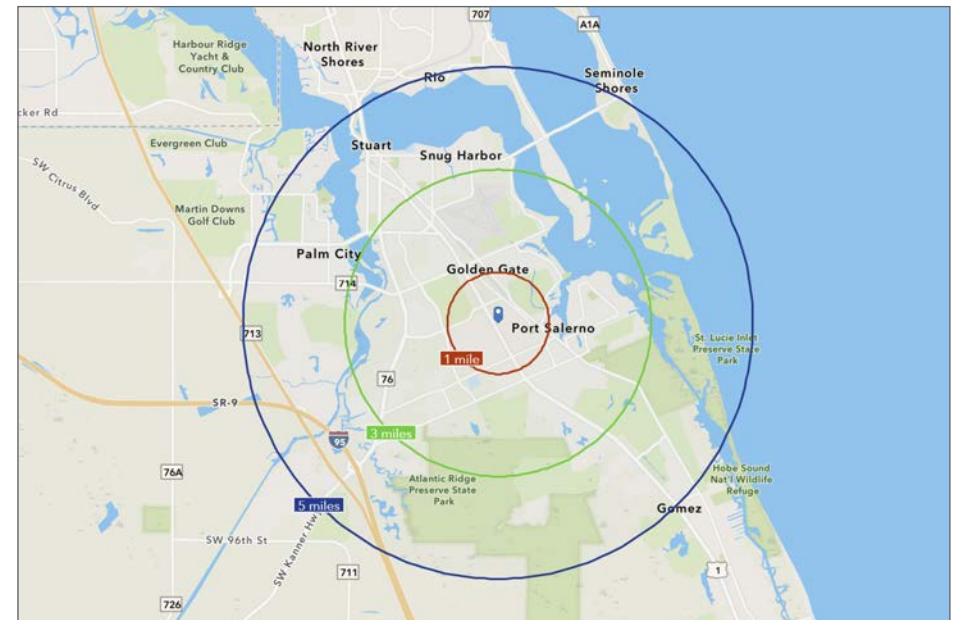 707
A1A
Harbour Ridge
Yacht &
Country Club
North River
Shores
Rio
Seminole
Shores
cker Rd
Evergreen Club
Stuart
Snug Harbor
SW Citrus Blvd
Martin Downs
Golf Club
Palm City
Golden Gate
714
713
Port Salerno
St. Lucie Inlet
Preserve State
Park
1 mile
76
SR-9
3 miles
95
76A
Atlantic Ridge
Preserve State
Park
Hobe Sound
Nat'l Wildlife
Refuge
5 miles
Gomez
SW 96th St
SW Kanner Hwy
711
1
726